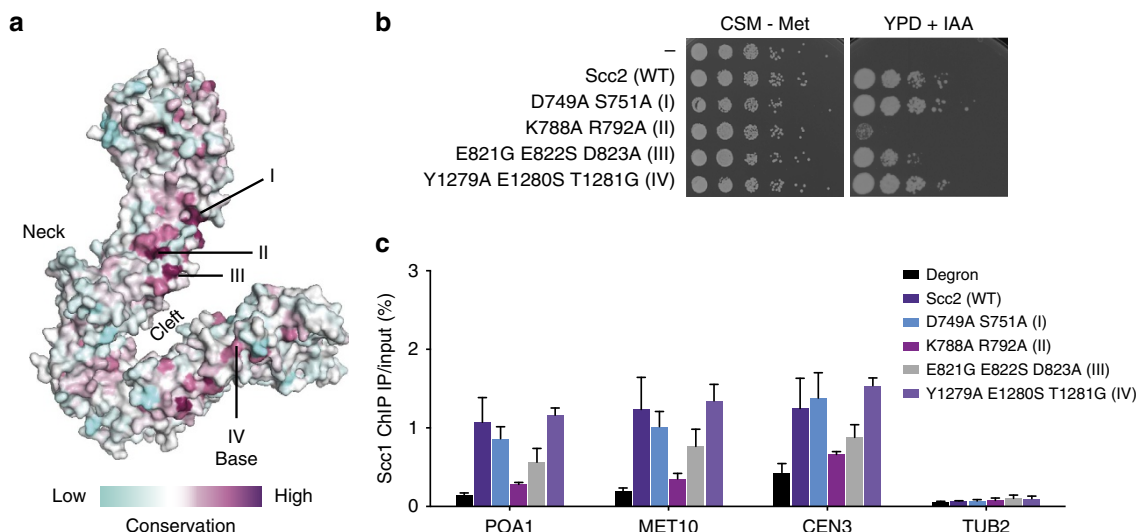 a
I
Neck
II
III
Cleft
IV
Base
Low
High
Conservation
b
CSM - Met
YPD + IAA
–
Scc2 (WT)
D749A S751A (I)
K788A R792A (II)
E821G E822S D823A (III)
Y1279A E1280S T1281G (IV)
c
Scc1 ChIP IP/input (%)
3
2
1
0
POA1
MET10
CEN3
TUB2
Degron
Scc2 (WT)
D749A S751A (I)
K788A R792A (II)
E821G E822S D823A (III)
Y1279A E1280S T1281G (IV)